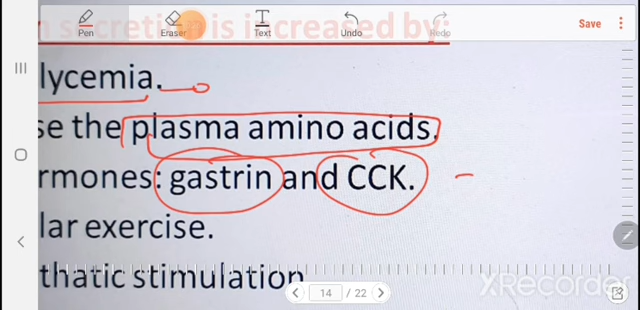 n secretion is increased by:
Pen
Eraser
Text
Undo
Redo
Save
lycemia.
se the plasma amino acids.
rmones: gastrin and CCK.
lar exercise.
thatic stimulation
14 / 22
XRecorder